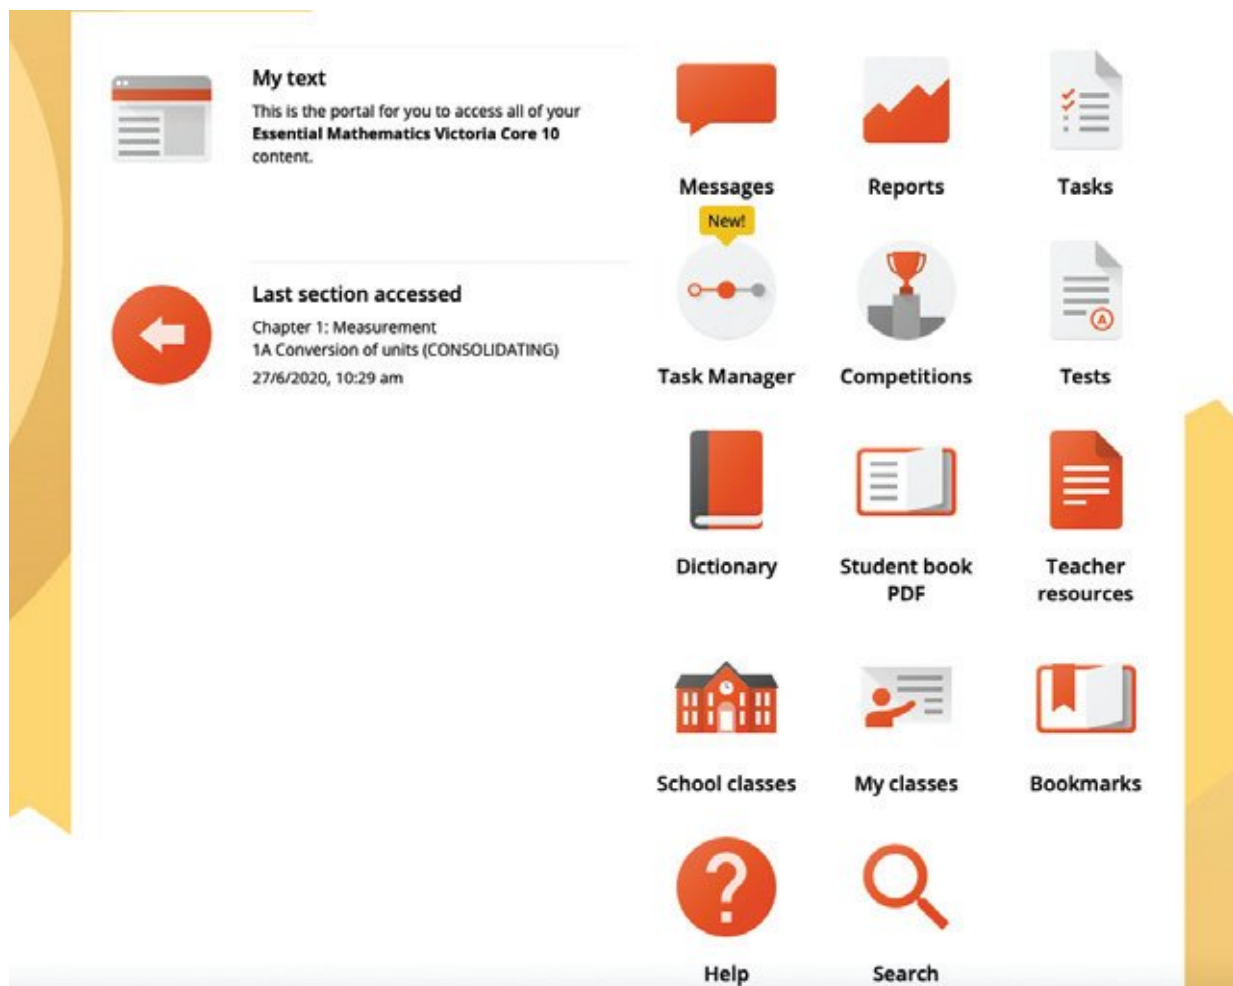 My text
This is the portal for you to access all of your
Essential Mathematics Victoria Core 10
content.
Last section accessed
Chapter 1: Measurement
1A Conversion of units (CONSOLIDATING)
27/6/2020, 10:29 am
Messages
Reports
Tasks
New!
Task Manager
Competitions
A
Tests
Dictionary
Student book
PDF
Teacher
resources
School classes
My classes
Bookmarks
?
Help
Search